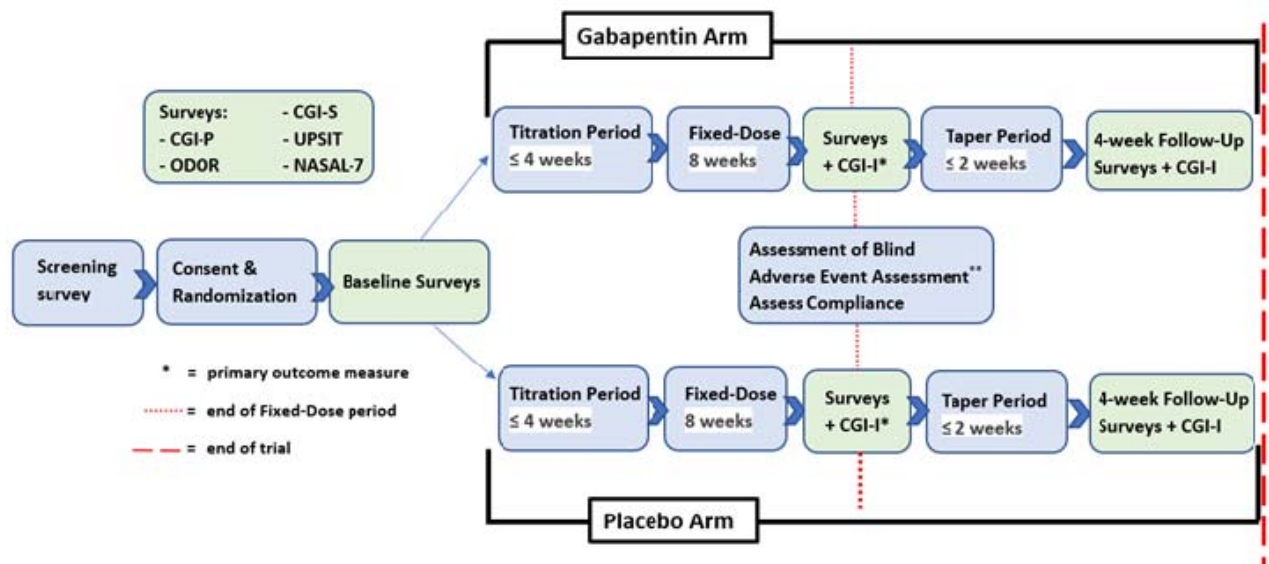 Gabapentin Arm
Surveys:
- CGI-S
- CGI-P
- UPSIT
- ODOR
- NASAL-7
Titration Period
≤ 4 weeks
Fixed-Dose
8 weeks
Surveys
+ CGI-I*
Taper Period
≤ 2 weeks
4-week Follow-Up
Surveys + CGI-I
Screening
survey
Consent &
Randomization
Baseline Surveys
Assessment of Blind
Adverse Event Assessment**
Assess Compliance
* = primary outcome measure
= end of Fixed-Dose period
= end of trial
Titration Period
≤ 4 weeks
Fixed-Dose
8 weeks
Surveys
+ CGI-I*
Taper Period
≤ 2 weeks
4-week Follow-Up
Surveys + CGI-I
Placebo Arm